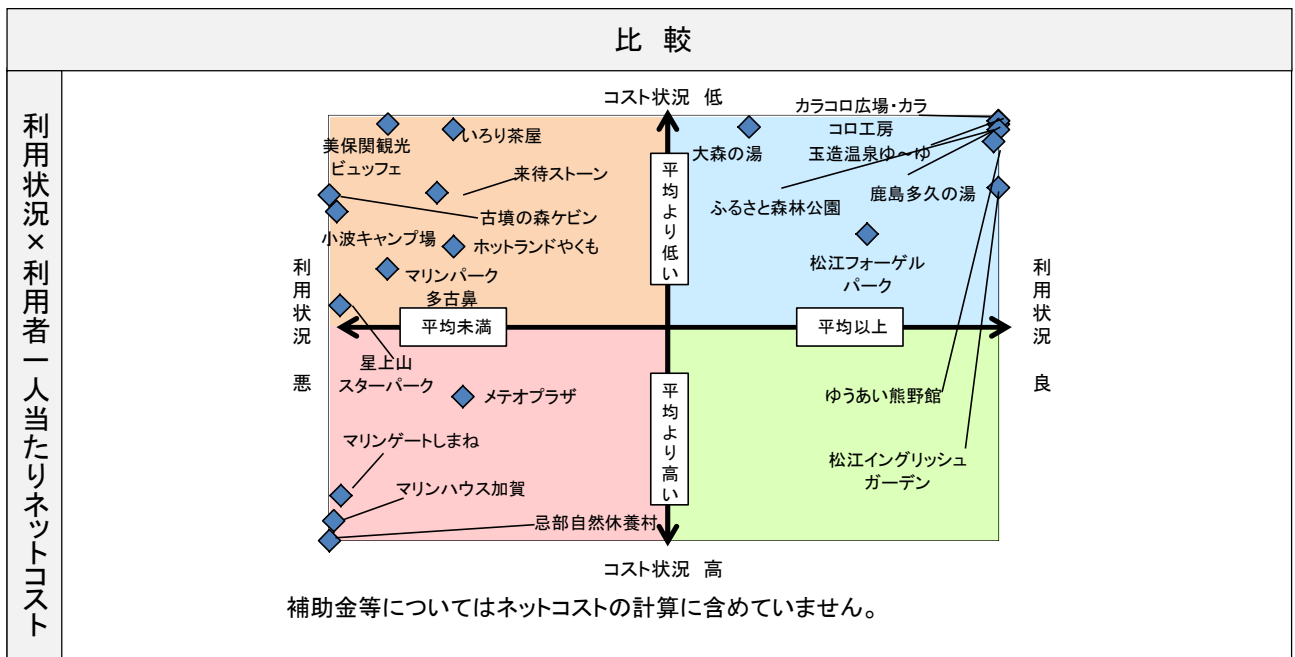 比 較
利用状況×利用者一人当たりネットコスト
コスト状況 低
カラコロ広場・カラ
コロ工房
美保関観光
ビュッフェ
いろり茶屋
大森の湯
玉造温泉ゆ～ゆ
来待ストーン
ふるさと森林公園
鹿島多久の湯
古墳の森ケビン
小波キャンプ場
ホットランドやくも
平均より低い
松江フォーゲル
パーク
マリンパーク
多古鼻
利用状況 悪
平均未満
平均以上
利用状況 良
星上山
スターパーク
メテオプラザ
平均より高い
ゆうあい熊野館
マリンゲートしまね
松江イングリッシュ
ガーデン
マリンハウス加賀
忌部自然休養村
コスト状況 高
補助金等についてはネットコストの計算に含めていません。